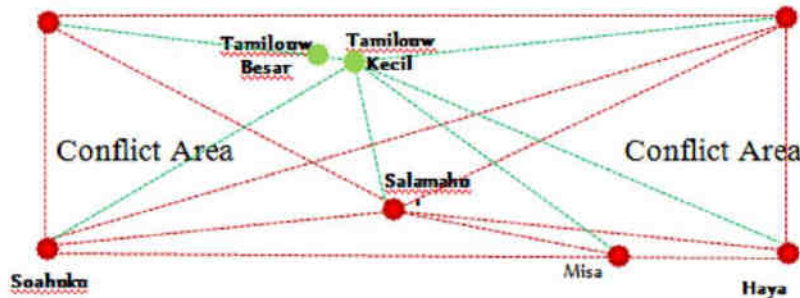 Tamilouw
Besar
Tamilouw
Kecil
Conflict Area
Conflict Area
Salamahu
Soahuku
Misa
Haya